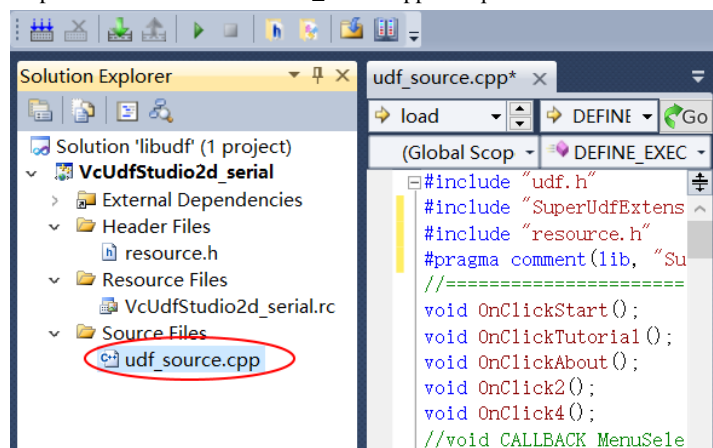 Solution Explorer
Solution 'libudf' (1 project)
VcUdfStudio2d_serial
External Dependencies
Header Files
resource.h
Resource Files
VcUdfStudio2d_serial.rc
Source Files
udf_source.cpp
udf_source.cpp*
load
DEFINE
Go
(Global Scop
DEFINE_EXEC
#include "udf.h"
#include "SuperUdfExtens
#include "resource.h"
#pragma comment(lib, "Su
//======================
void OnClickStart();
void OnClickTutorial();
void OnClickAbout();
void OnClick2();
void OnClick4();
//void CALLBACK MenuSele